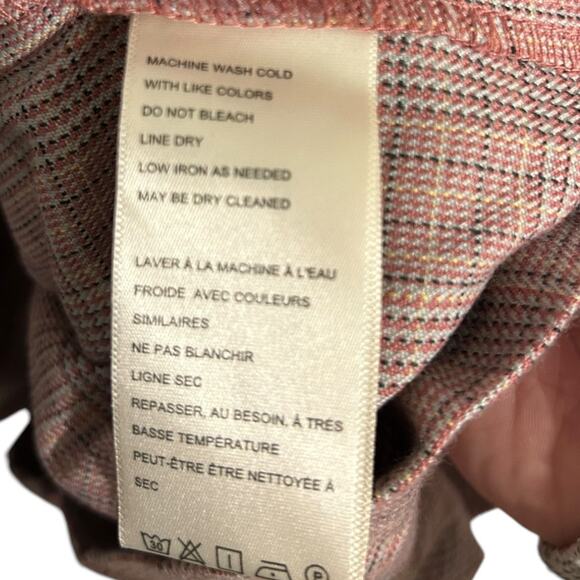 MACHINE WASH COLD
WITH LIKE COLORS
DO NOT BLEACH
LINE DRY
LOW IRON AS NEEDED
MAY BE DRY CLEANED
LAVER À LA MACHINE À L'EAU
FROIDE AVEC COULEURS
SIMILAIRES
NE PAS BLANCHIR
LIGNE SEC
REPASSER, AU BESOIN, À TRÈS
BASSE TEMPÉRATURE
PEUT-ÊTRE ÊTRE NETTOYÉE À
SEC
30 P